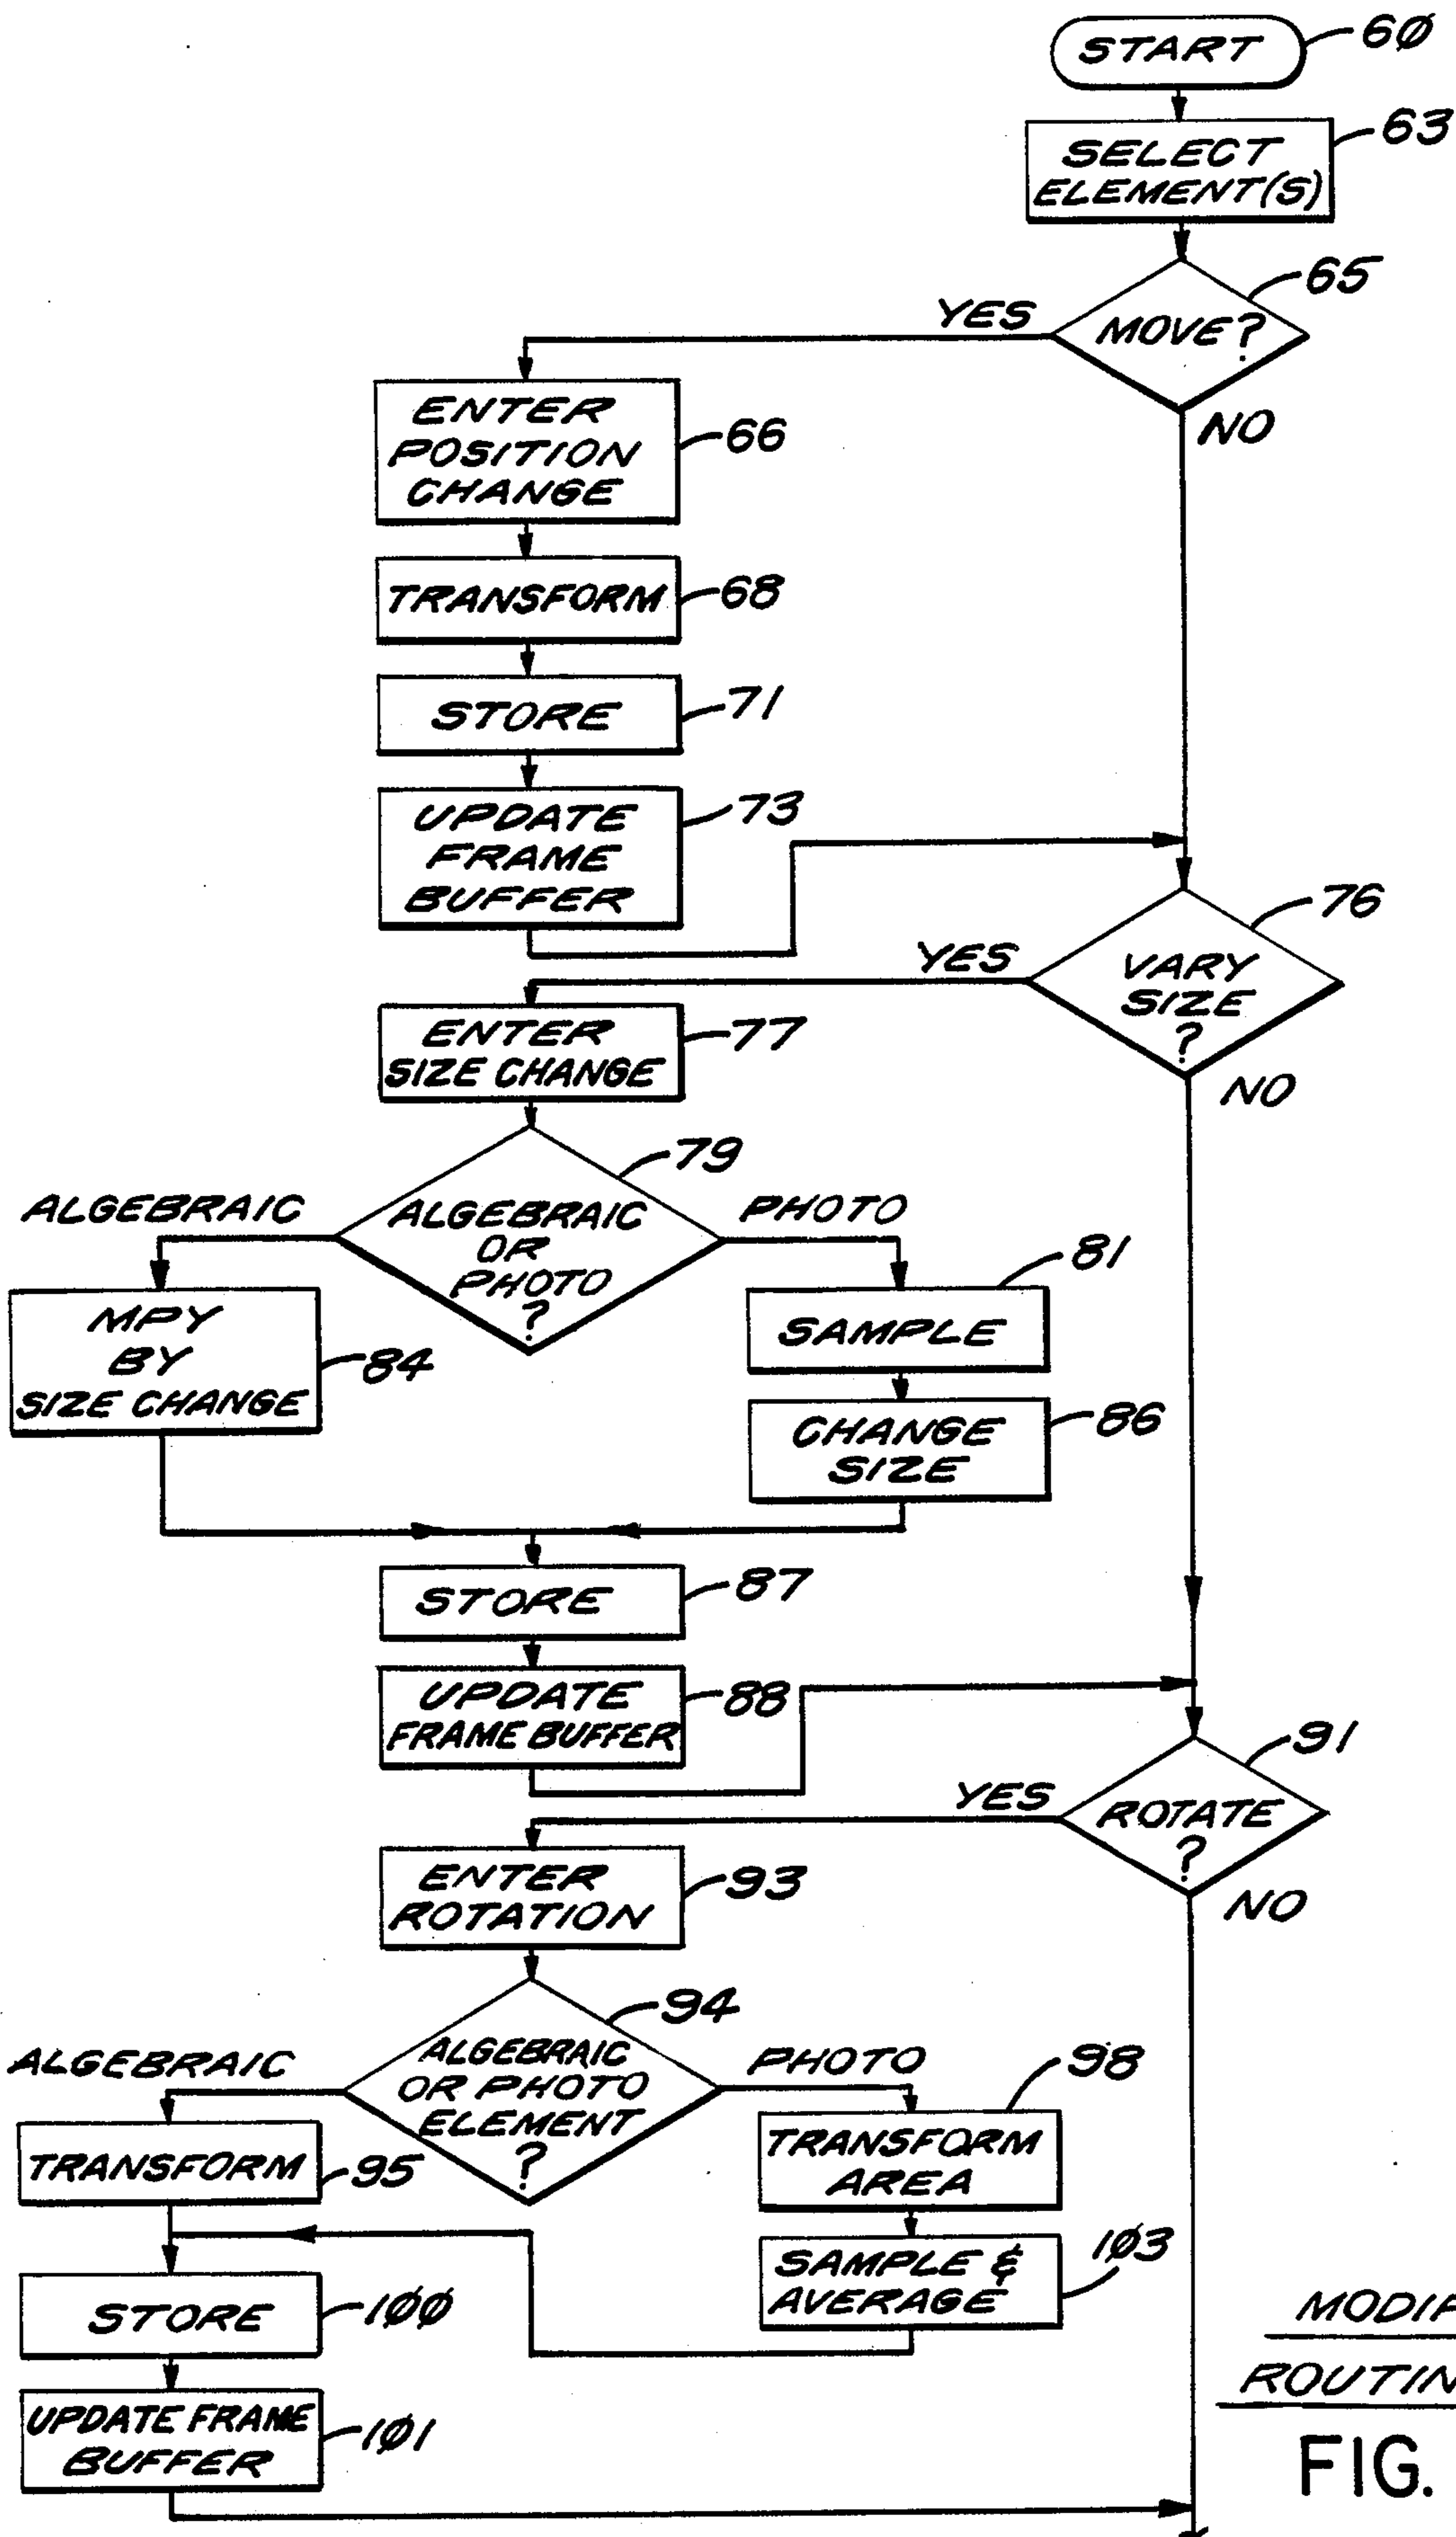 START
60
SELECT
ELEMENT(S)
63
MOVE?
65
YES
NO
ENTER
POSITION
CHANGE
66
TRANSFORM
68
STORE
71
UPDATE
FRAME
BUFFER
73
VARY
SIZE
?
76
YES
NO
ENTER
SIZE CHANGE
77
ALGEBRAIC
OR
PHOTO
?
79
ALGEBRAIC
PHOTO
MPY
BY
SIZE CHANGE
84
SAMPLE
81
CHANGE
SIZE
86
STORE
87
UPDATE
FRAME BUFFER
88
ROTATE
?
91
YES
NO
ENTER
ROTATION
93
ALGEBRAIC
OR PHOTO
ELEMENT
?
94
ALGEBRAIC
PHOTO
TRANSFORM
95
TRANSFORM
AREA
98
SAMPLE &
AVERAGE
103
STORE
100
UPDATE FRAME
BUFFER
101
ROUTIN
FIG.